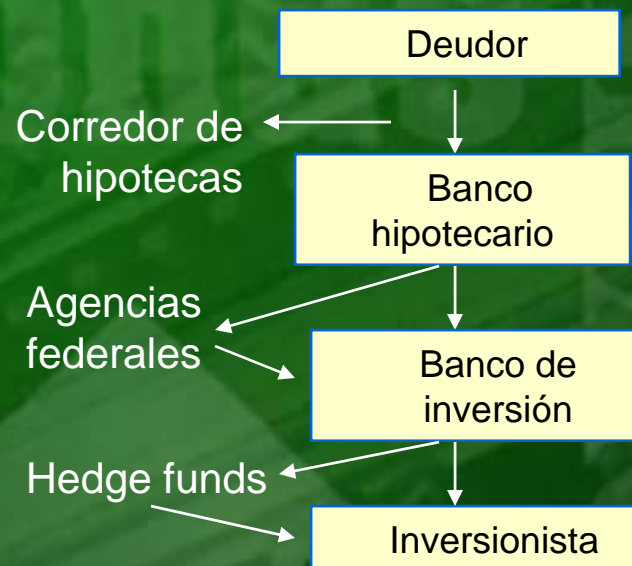 Deudor
Corredor de
hipotecas
Banco
hipotecario
Agencias
federales
Banco de
inversión
Hedge funds
Inversionista